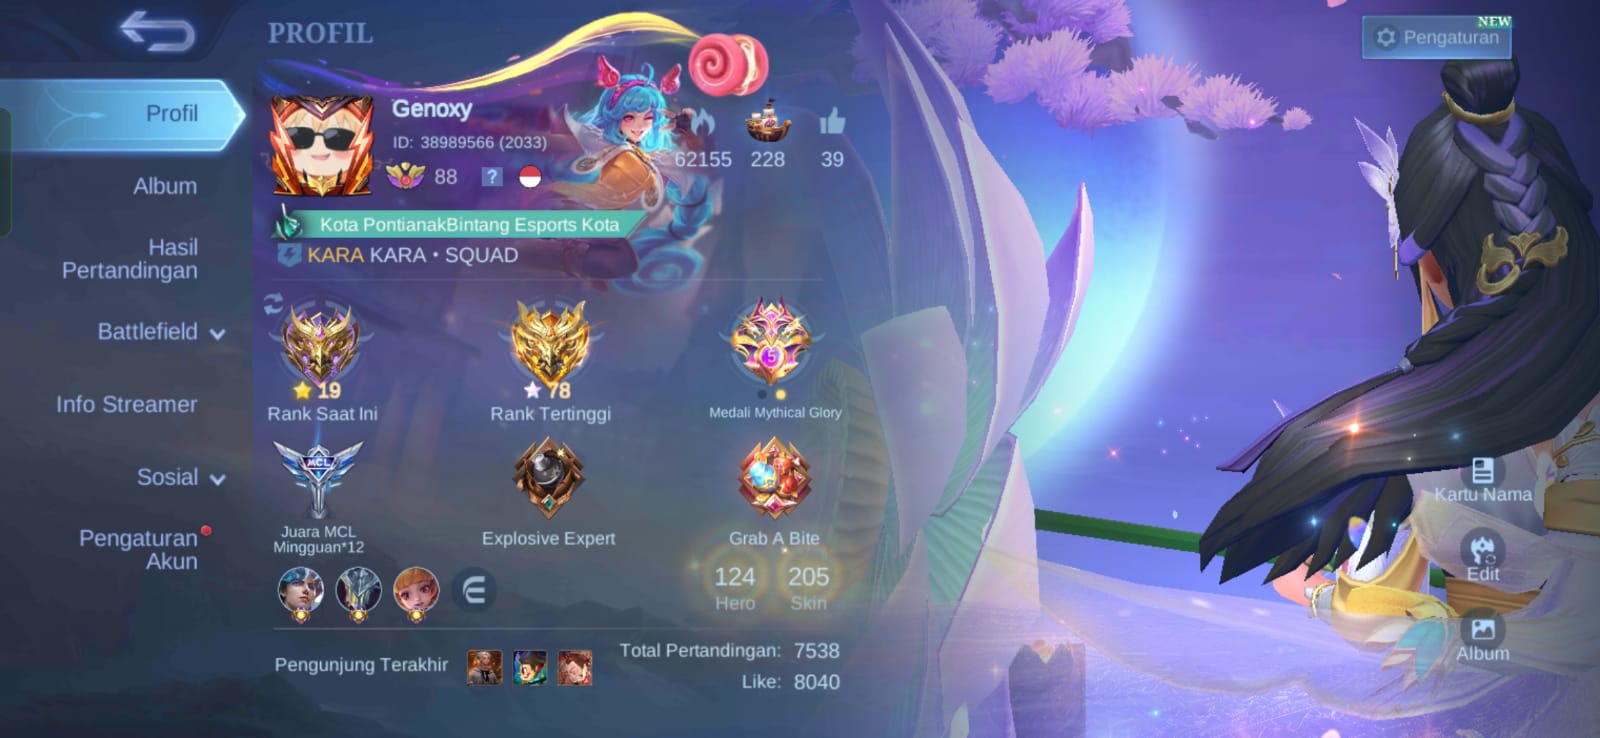 PROFIL
NEW
Pengaturan
Profil
Album
Hasil
Pertandingan
Battlefield
Info Streamer
Sosial
Pengaturan
Akun
Genoxy
ID: 38989566 (2033)
88
?
62155
228
39
Kota PontianakBintang Esports Kota
KARA KARA • SQUAD
19
Rank Saat Ini
78
Rank Tertinggi
5
Medali Mythical Glory
MCL
Juara MCL
Mingguan*12
Explosive Expert
Grab A Bite
124
Hero
205
Skin
Pengunjung Terakhir
Total Pertandingan: 7538
Like: 8040
Kartu Nama
Edit
Album